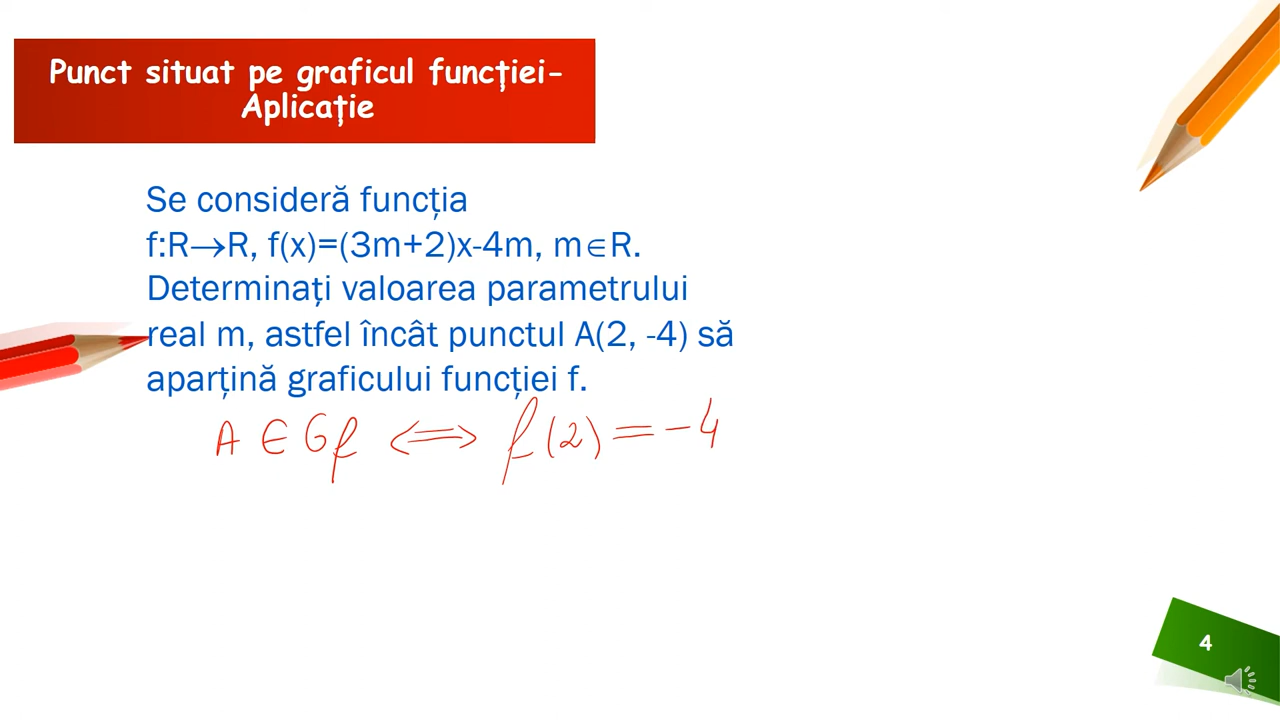 Punct situat pe graficul funcției-
Aplicație
Se consideră funcția
f:R→R, f(x)=(3m+2)x-4m, m∈R.
Determinați valoarea parametrului
real m, astfel încât punctul A(2, -4) să
aparțină graficului funcției f.
A ∈ Gf ⟺ f(2) = -4
4